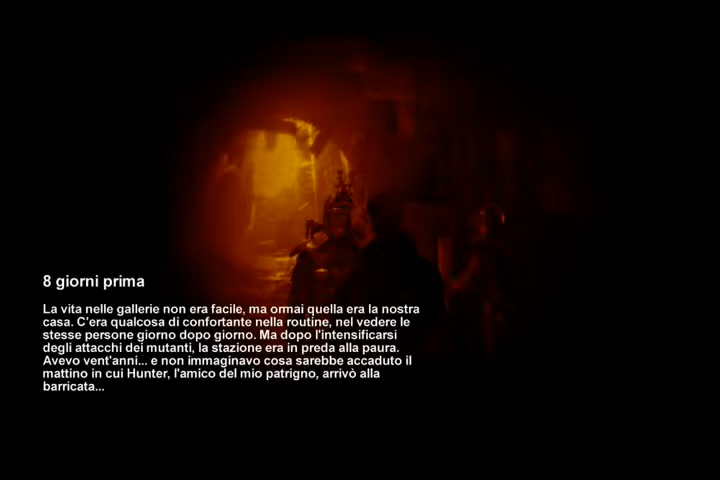 8 giorni prima
La vita nelle gallerie non era facile, ma ormai quella era la nostra
casa. C'era qualcosa di confortante nella routine, nel vedere le
stesse persone giorno dopo giorno. Ma dopo l'intensificarsi
degli attacchi dei mutanti, la stazione era in preda alla paura.
Avevo vent'anni... e non immaginavo cosa sarebbe accaduto il
mattino in cui Hunter, l'amico del mio patrigno, arrivò alla
barricata...